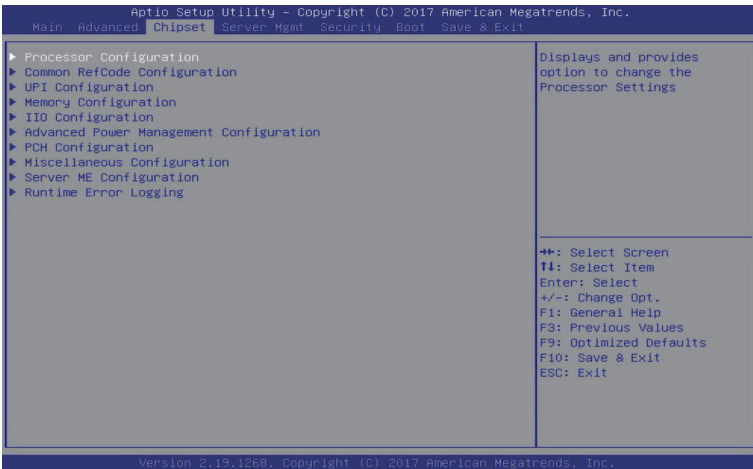 Aptio Setup Utility – Copyright (C) 2017 American Megatrends, Inc.
Main Advanced Chipset Server Mgmt Security Boot Save & Exit
▶ Processor Configuration
▶ Common RefCode Configuration
▶ UPI Configuration
▶ Memory Configuration
▶ IIO Configuration
▶ Advanced Power Management Configuration
▶ PCH Configuration
▶ Miscellaneous Configuration
▶ Server ME Configuration
▶ Runtime Error Logging
Displays and provides
option to change the
Processor Settings
→←: Select Screen
↑↓: Select Item
Enter: Select
+/-: Change Opt.
F1: General Help
F3: Previous Values
F9: Optimized Defaults
F10: Save & Exit
ESC: Exit
Version 2.19.1268. Copyright (C) 2017 American Megatrends, Inc.